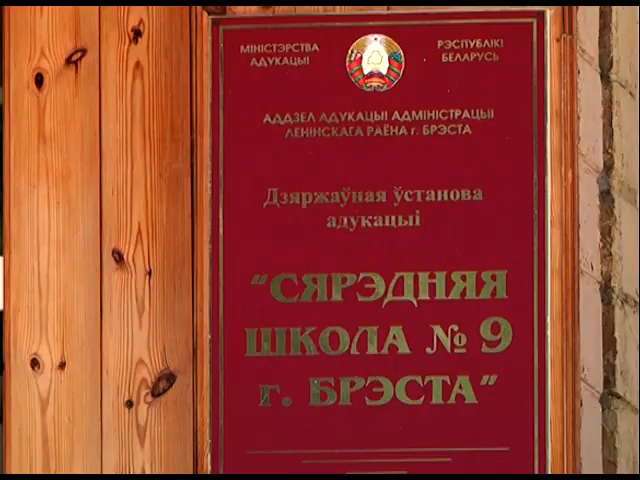 МІНІСТЭРСТВА
АДУКАЦЫІ
РЭСПУБЛІКІ
БЕЛАРУСЬ
АДДЗЕЛ АДУКАЦЫІ АДМІНІСТРАЦЫІ
ЛЕНІНСКАГА РАЁНА г. БРЭСТА
Дзяржаўная ўстанова
адукацыі
"СЯРЭДНЯЯ
ШКОЛА № 9
г. БРЭСТА"